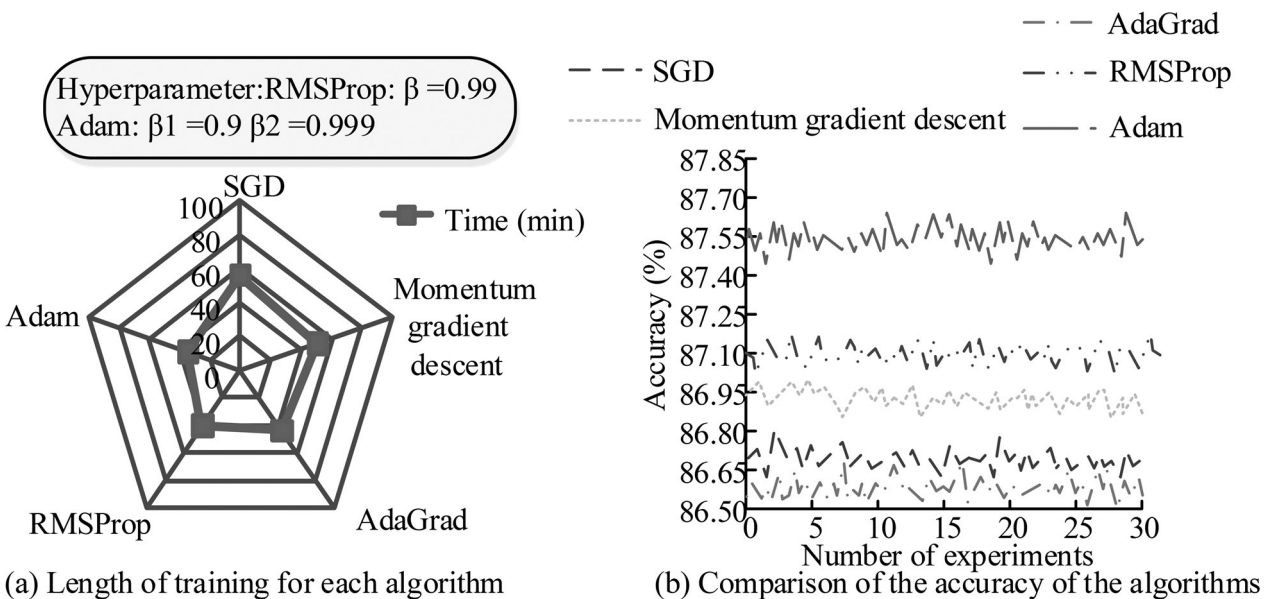 Hyperparameter:RMSProp: β =0.99
Adam: β1 =0.9 β2 =0.999
SGD
100
80
60
40
20
0
Time (min)
Momentum
gradient
descent
Adam
RMSProp
AdaGrad
(a) Length of training for each algorithm
AdaGrad
SGD
RMSProp
Momentum gradient descent
Adam
Accuracy (%)
87.85
87.70
87.55
87.40
87.25
87.10
86.95
86.80
86.65
86.50
0 5 10 15 20 25 30
Number of experiments
(b) Comparison of the accuracy of the algorithms